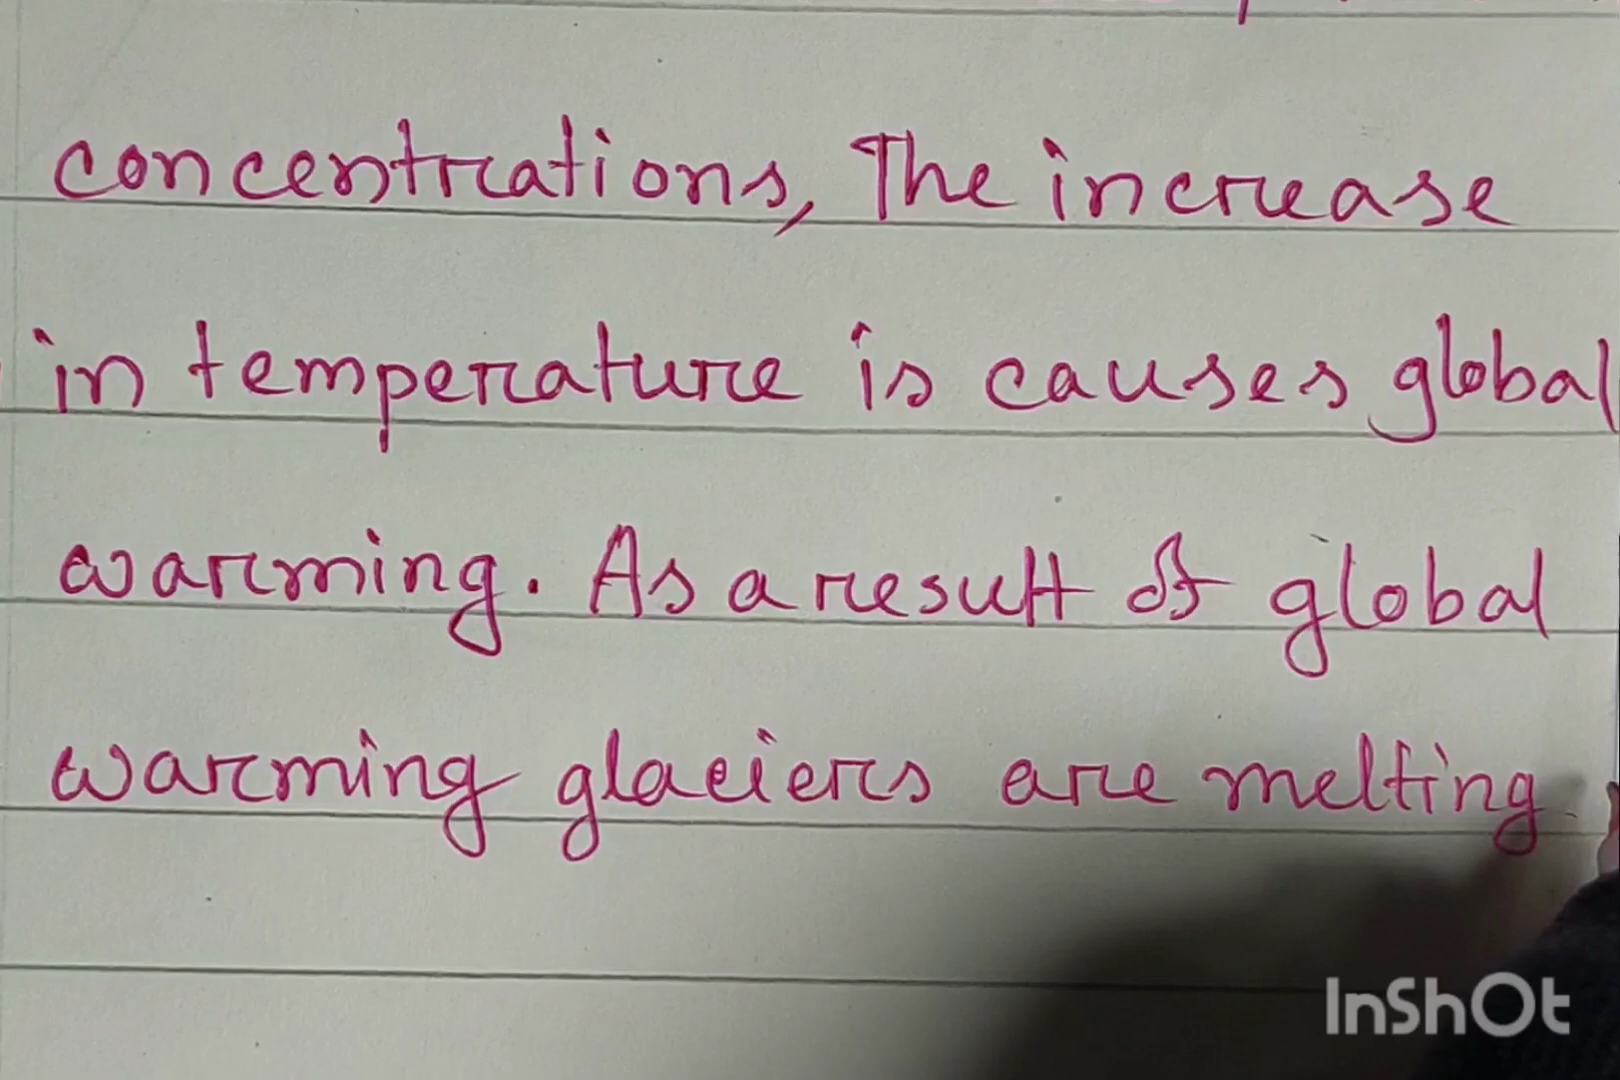 concentrations, The increase
in temperature is causes global
warming. As a result of global
warming glaciers are melting
InShOt